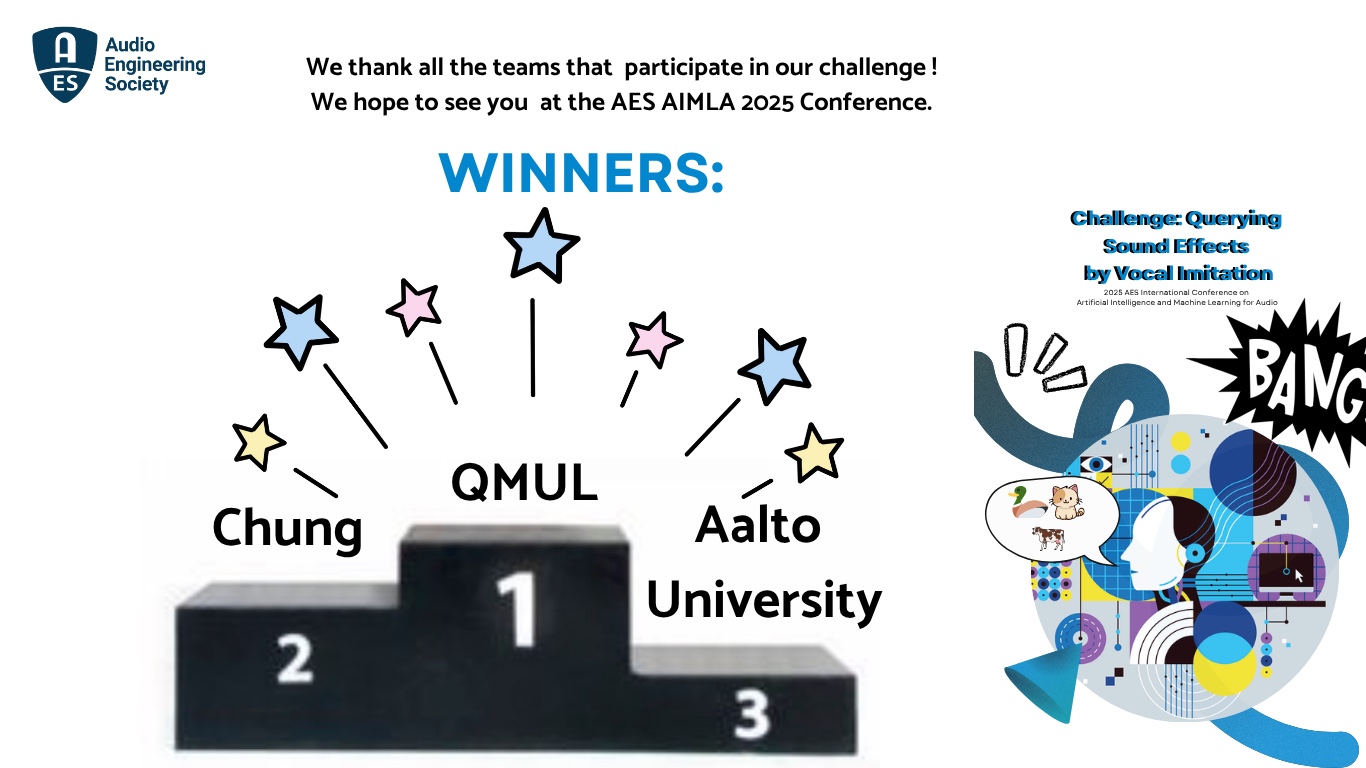 AES
Audio
Engineering
Society
We thank all the teams that  participate in our challenge !
We hope to see you  at the AES AIMLA 2025 Conference.
WINNERS:
QMUL
Chung
Aalto
University
1
2
3
Challenge: Querying
Sound Effects
by Vocal Imitation
2025 AES International Conference on
Artificial Intelligence and Machine Learning for Audio
BANG!